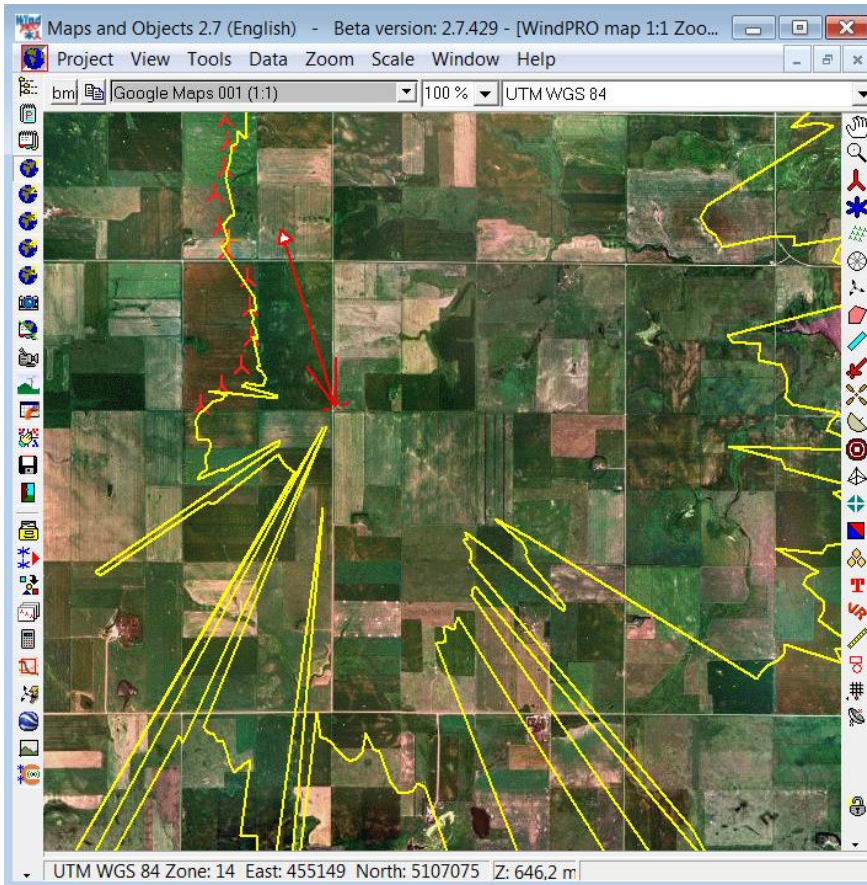 Maps and Objects 2.7 (English) - Beta version: 2.7.429 - [WindPRO map 1:1 Zoo...
Project View Tools Data Zoom Scale Window Help
bmi Google Maps 001 (1:1) 100 % UTM WGS 84
UTM WGS 84 Zone: 14 East: 455149 North: 5107075 Z: 646,2 m